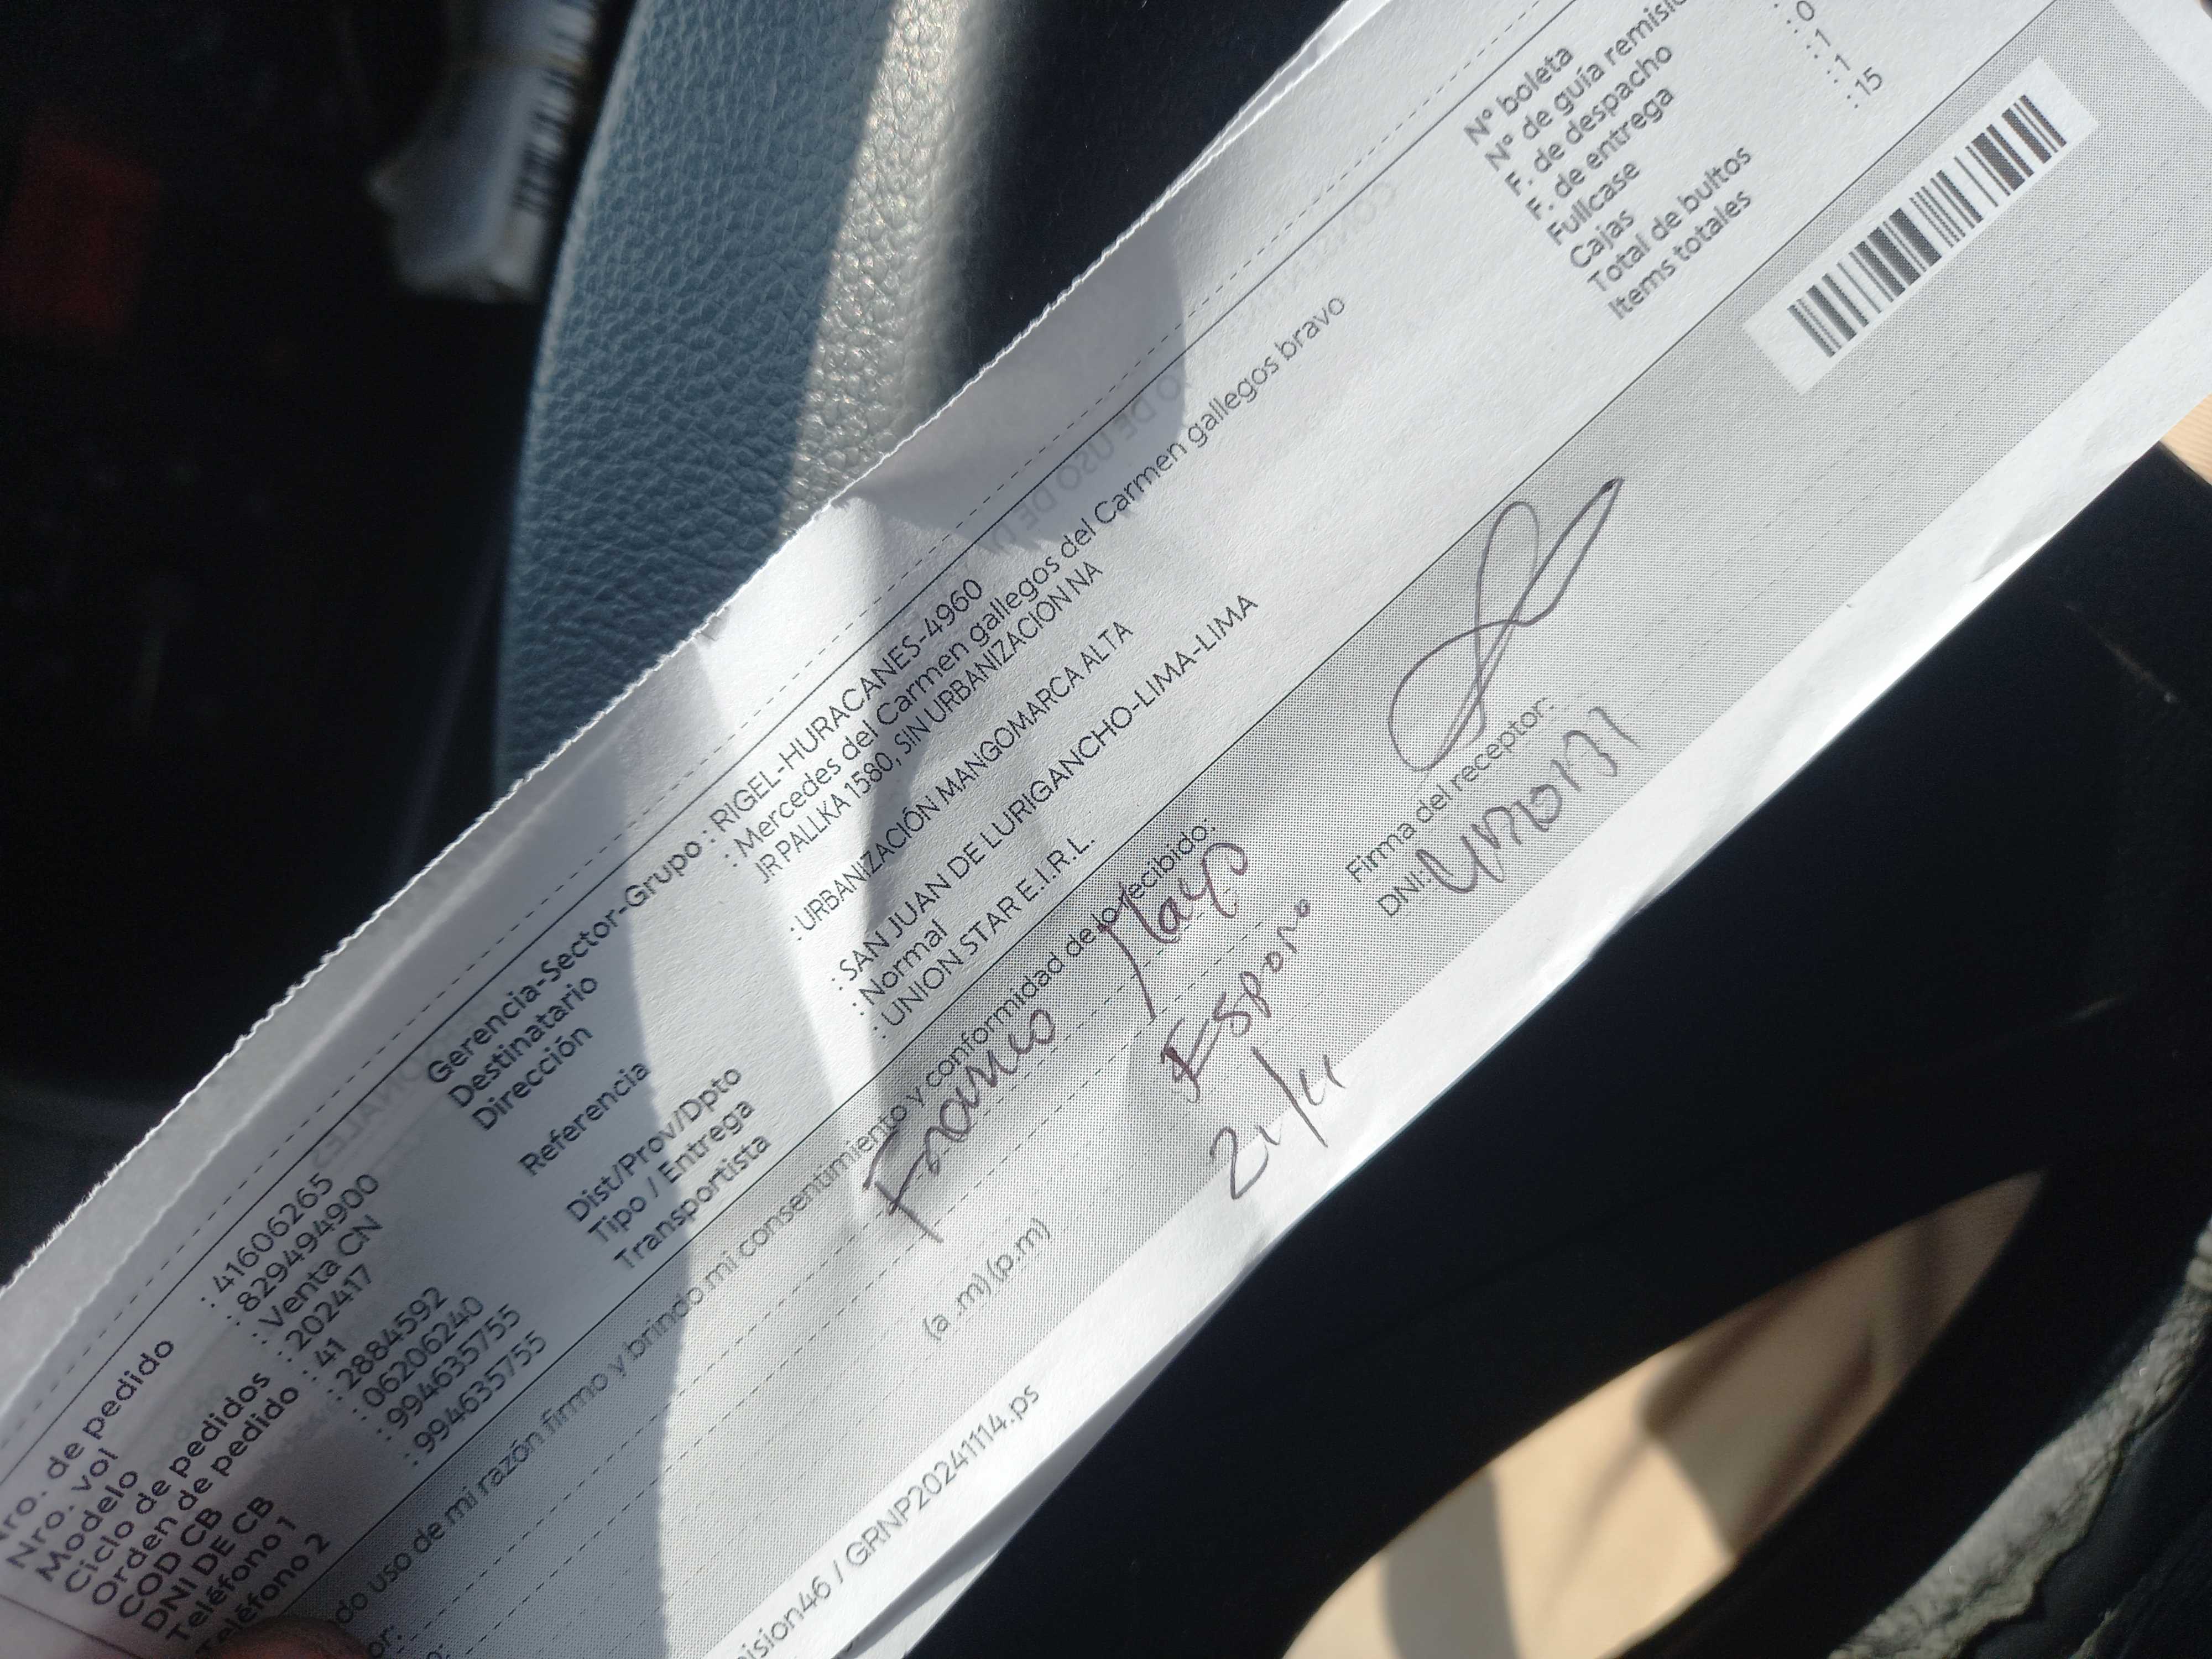 Nro. de pedido : 41606265
Nro. vol : 829494900
Modelo : Venta CN
Ciclo de pedidos : 202417
Orden de pedido : 41
COD CB : 2884592
DNI DE CB : 06206240
Teléfono 1 : 994635755
Teléfono 2 : 994635755
Gerencia-Sector-Grupo : RIGEL-HURACANES-4960
Destinatario : Mercedes del Carmen gallegos del Carmen gallegos bravo
Dirección JR PALLKA 1580, SIN URBANIZACION NA
Referencia : URBANIZACIÓN MANGOMARCA ALTA
Dist/Prov/Dpto : SAN JUAN DE LURIGANCHO-LIMA-LIMA
Tipo / Entrega : Normal
Transportista : UNION STAR E.I.R.L.
N° boleta
N° de guía
F. de despacho
F. de entrega
Fullcase : 0
Cajas : 1
Total de bultos : 1
Items totales : 15
uso de mi razón firmo y brindo mi consentimiento y conformidad de lo recibido:
Franco Mayo
Esposo
21/11
(a .m) (p.m)
Firma del receptor:
DNI:
/ GRNP20241114.ps